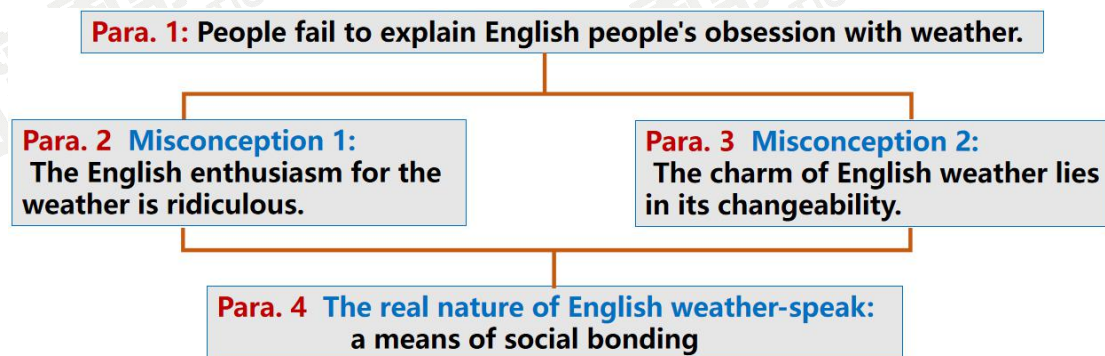 Para. 1: People fail to explain English people's obsession with weather.
Para. 2 Misconception 1:
The English enthusiasm for the
weather is ridiculous.
Para. 3 Misconception 2:
The charm of English weather lies
in its changeability.
Para. 4 The real nature of English weather-speak:
a means of social bonding